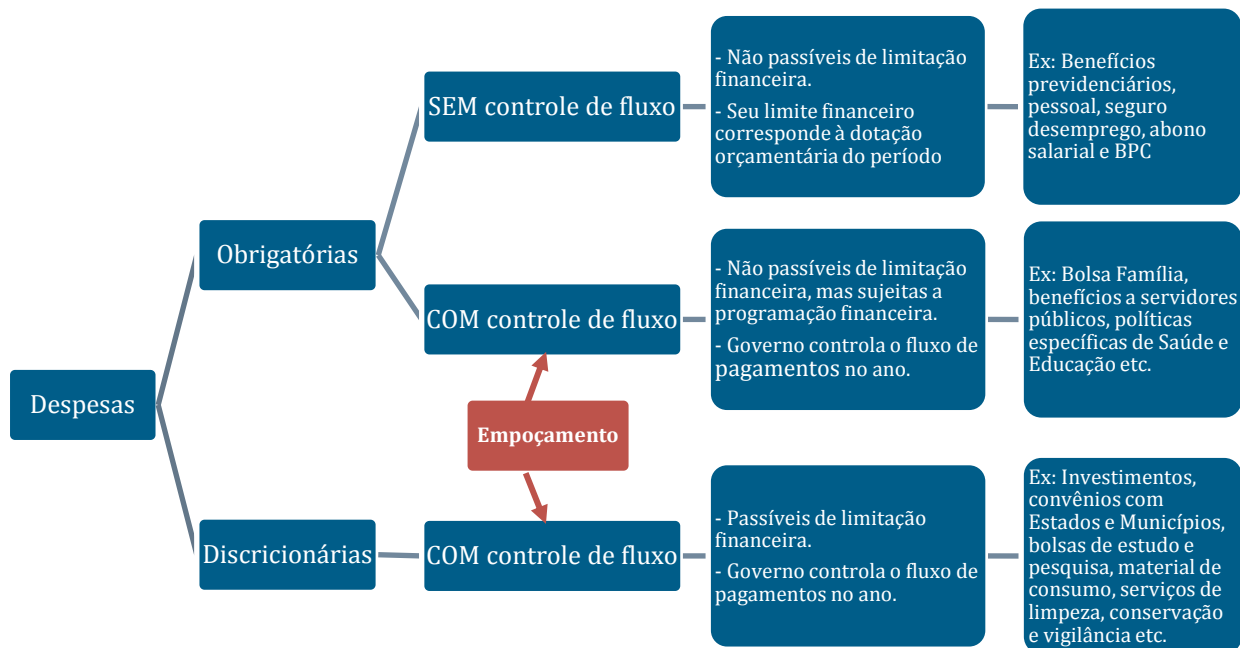 Despesas
Obrigatórias
SEM controle de fluxo
- Não passíveis de limitação
financeira.
- Seu limite financeiro
corresponde à dotação
orçamentária do período
Ex: Benefícios
previdenciários,
pessoal, seguro
desemprego, abono
salarial e BPC
COM controle de fluxo
- Não passíveis de limitação
financeira, mas sujeitas a
programação financeira.
- Governo controla o fluxo de
pagamentos no ano.
Ex: Bolsa Família,
benefícios a servidores
públicos, políticas
específicas de Saúde e
Educação etc.
Empoçamento
Discricionárias
COM controle de fluxo
- Passíveis de limitação
financeira.
- Governo controla o fluxo de
pagamentos no ano.
Ex: Investimentos,
convênios com
Estados e Municípios,
bolsas de estudo e
pesquisa, material de
consumo, serviços de
limpeza, conservação
e vigilância etc.